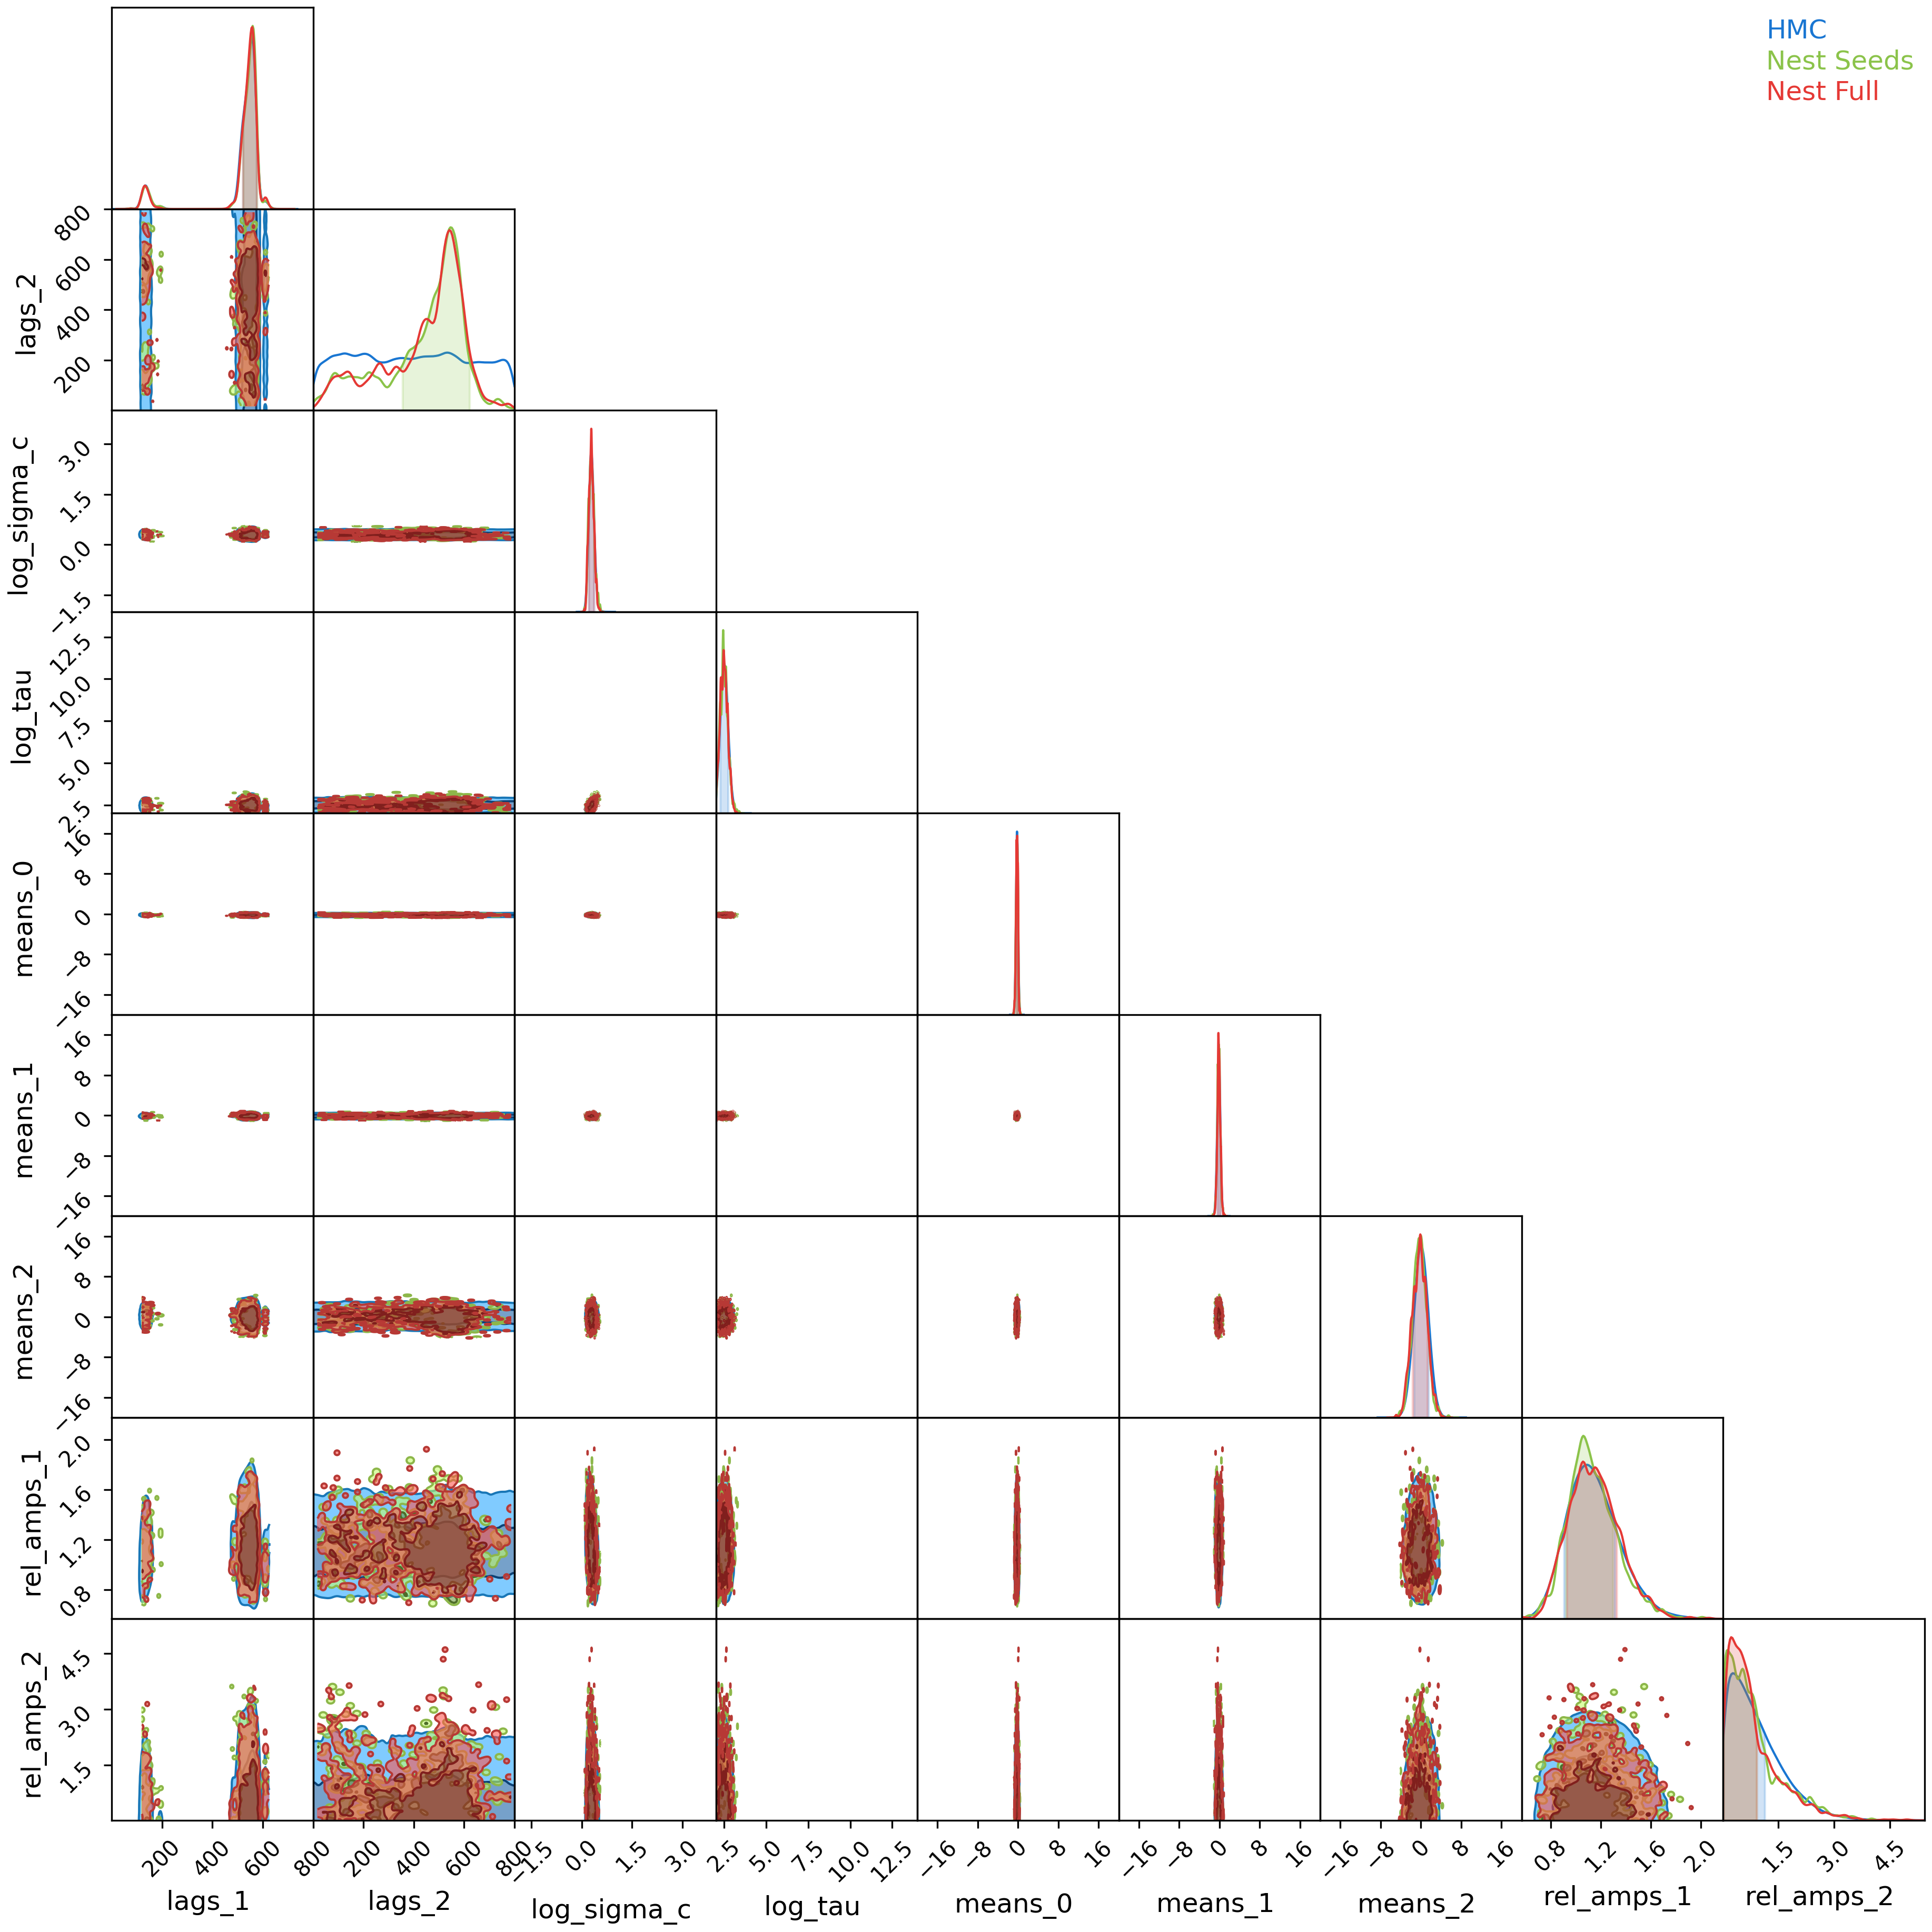 HMC
Nest Seeds
Nest Full
800
600
400
200
lags_2
3.0
1.5
0.0
−1.5
log_sigma_c
12.5
10.0
7.5
5.0
2.5
log_tau
16
8
0
−8
−16
means_0
16
8
0
−8
−16
means_1
16
8
0
−8
−16
means_2
2.0
1.6
1.2
0.8
rel_amps_1
4.5
3.0
1.5
rel_amps_2
200 400 600 800 200 400 600 800 −1.5 0.0 1.5 3.0 2.5 5.0 7.5 10.0 12.5 −16 −8 0 8 16 −16 −8 0 8 16 −16 −8 0 8 16 0.8 1.2 1.6 2.0 1.5 3.0 4.5
lags_1 lags_2 log_sigma_c log_tau means_0 means_1 means_2 rel_amps_1 rel_amps_2